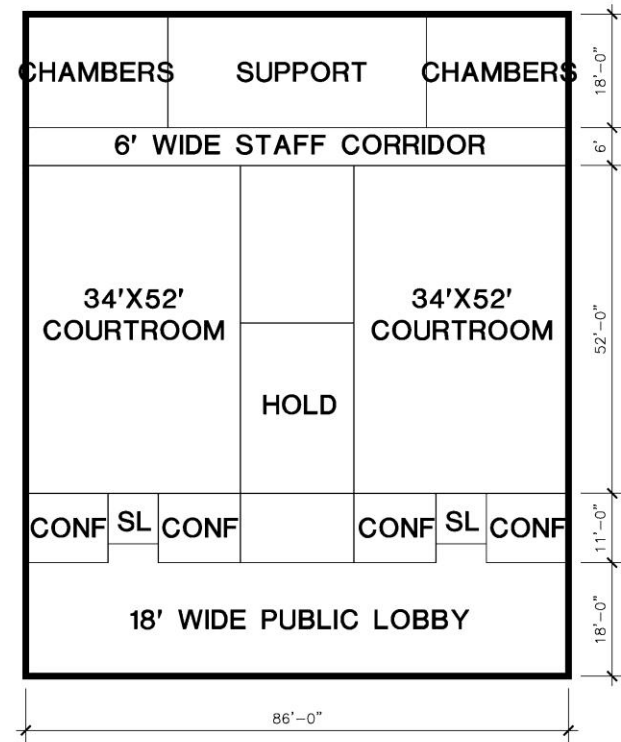 CHAMBERS
SUPPORT
CHAMBERS
18'-0"
6' WIDE STAFF CORRIDOR
6'
34'X52'
COURTROOM
34'X52'
COURTROOM
52'-0"
HOLD
CONF
SL
CONF
CONF
SL
CONF
11'-0"
18' WIDE PUBLIC LOBBY
18'-0"
86'-0"